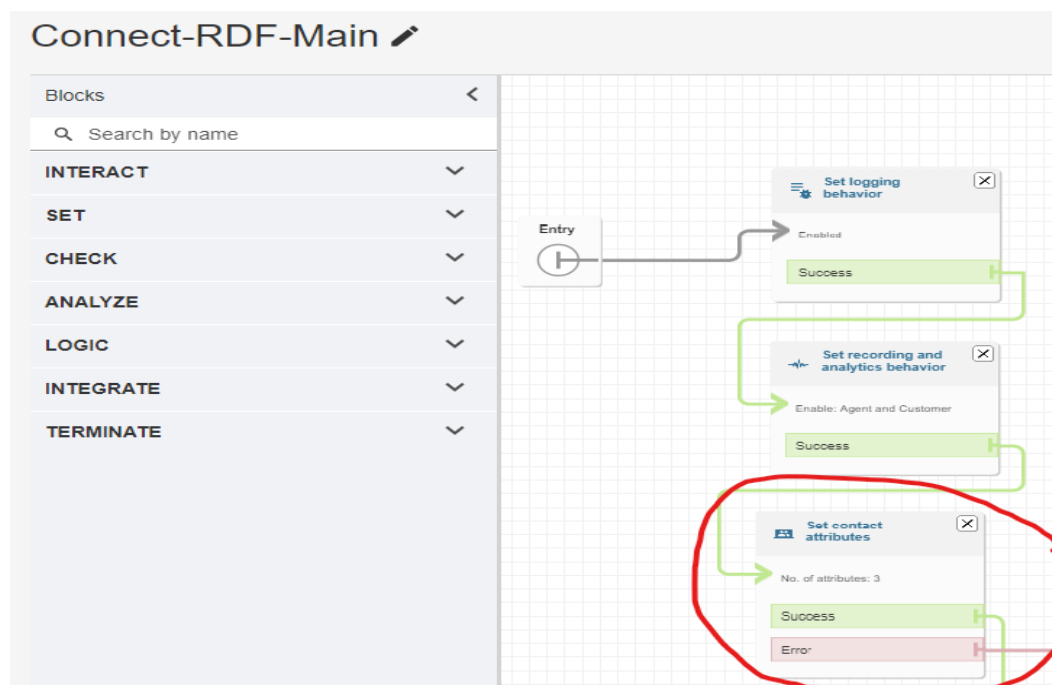 Connect-RDF-Main
Blocks
Search by name
INTERACT
SET
CHECK
ANALYZE
LOGIC
INTEGRATE
TERMINATE
Entry
Set logging
behavior
Enabled
Success
Set recording and
analytics behavior
Enable: Agent and Customer
Success
Set contact
attributes
No. of attributes: 3
Success
Error